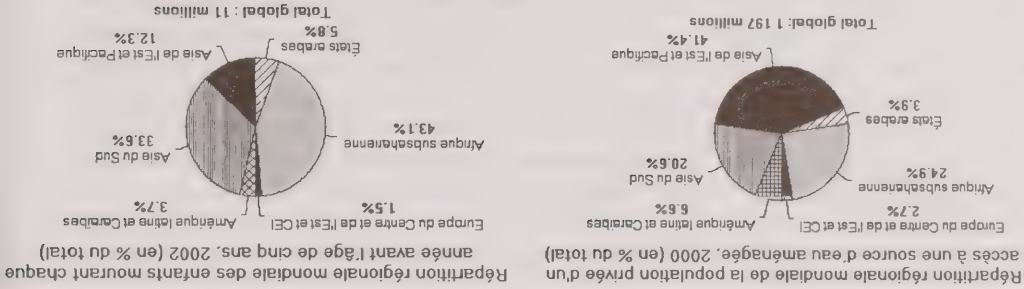 Répartition régionale mondiale de la population privée d'un
accès à une source d'eau aménagée, 2000 (en % du total)
Europe du Centre et de l'Est et CEI
2.7%
Amérique latine et Caraïbes
6.6%
Afrique subsaharienne
24.9%
Asie du Sud
20.6%
États arabes
3.9%
Asie de l'Est et Pacifique
41.4%
Total global: 1 197 millions
Répartition régionale mondiale des enfants mourant chaque
année avant l'âge de cinq ans, 2002 (en % du total)
Europe du Centre et de l'Est et CEI
1.5%
Amérique latine et Caraïbes
3.7%
Asie du Sud
33.6%
Afrique subsaharienne
43.1%
États arabes
5.8%
Asie de l'Est et Pacifique
12.3%
Total global : 11 millions